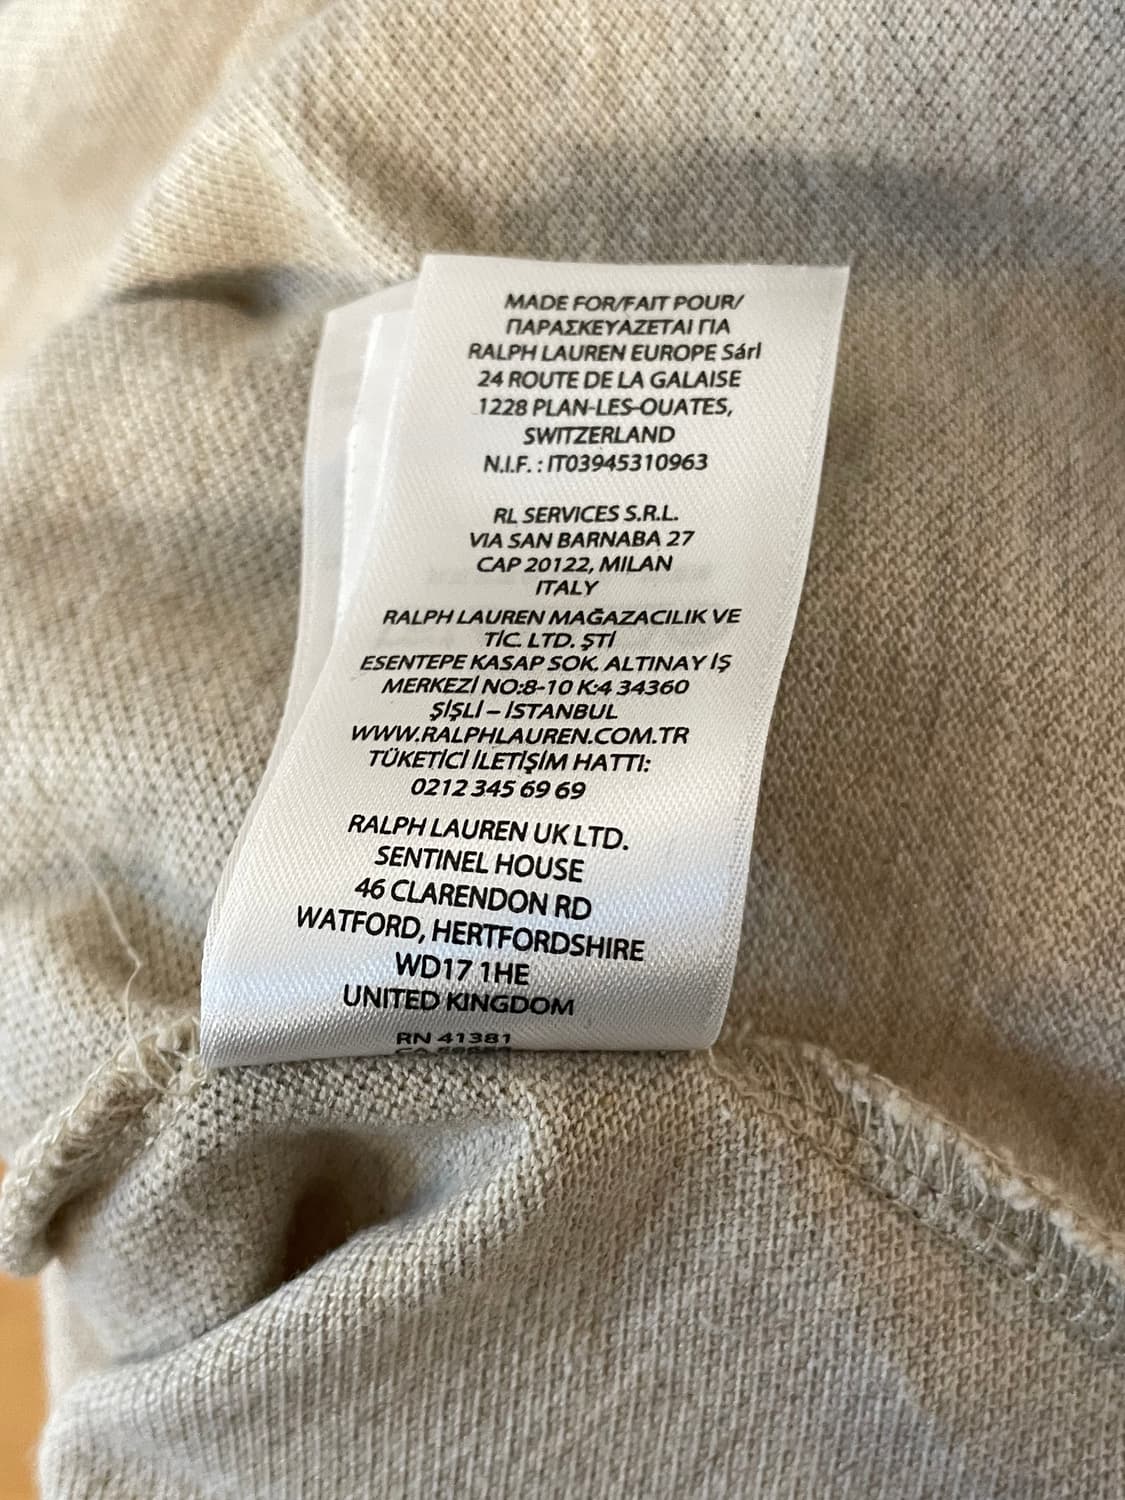 MADE FOR/FAIT POUR/
ΠΑΡΑΣΚΕΥΑΖΕΤΑΙ ΓΙΑ
RALPH LAUREN EUROPE Sárl
24 ROUTE DE LA GALAISE
1228 PLAN-LES-OUATES,
SWITZERLAND
N.I.F. : IT03945310963
RL SERVICES S.R.L.
VIA SAN BARNABA 27
CAP 20122, MILAN
ITALY
RALPH LAUREN MAĞAZACILIK VE
TİC. LTD. ŞTİ
ESENTEPE KASAP SOK. ALTINAY İŞ
MERKEZİ NO:8-10 K:4 34360
ŞİŞLİ – İSTANBUL
WWW.RALPHLAUREN.COM.TR
TÜKETİCİ İLETİŞİM HATTI:
0212 345 69 69
RALPH LAUREN UK LTD.
SENTINEL HOUSE
46 CLARENDON RD
WATFORD, HERTFORDSHIRE
WD17 1HE
UNITED KINGDOM
RN 41381